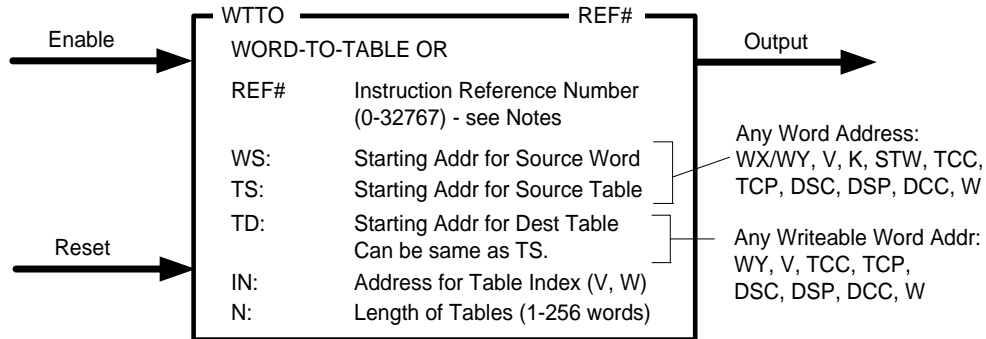 WTTO REF#
Enable
WORD-TO-TABLE OR
Output
REF# Instruction Reference Number
(0-32767) - see Notes
WS: Starting Addr for Source Word
TS: Starting Addr for Source Table
Any Word Address:
WX/WY, V, K, STW, TCC,
TCP, DSC, DSP, DCC, W
TD: Starting Addr for Dest Table
Can be same as TS.
Any Writeable Word Addr:
WY, V, TCC, TCP,
DSC, DSP, DCC, W
Reset
IN: Address for Table Index (V, W)
N: Length of Tables (1-256 words)